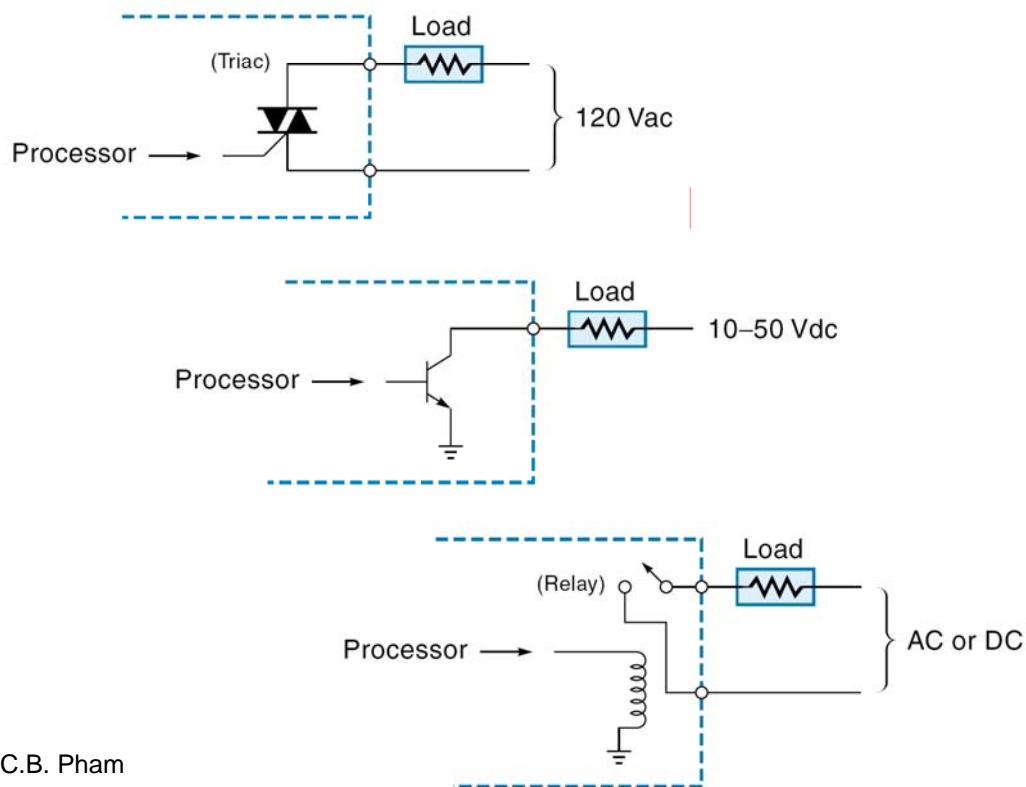 Load
(Triac)
120 Vac
Processor
Load
10–50 Vdc
Processor
Load
(Relay)
AC or DC
Processor
C.B. Pham